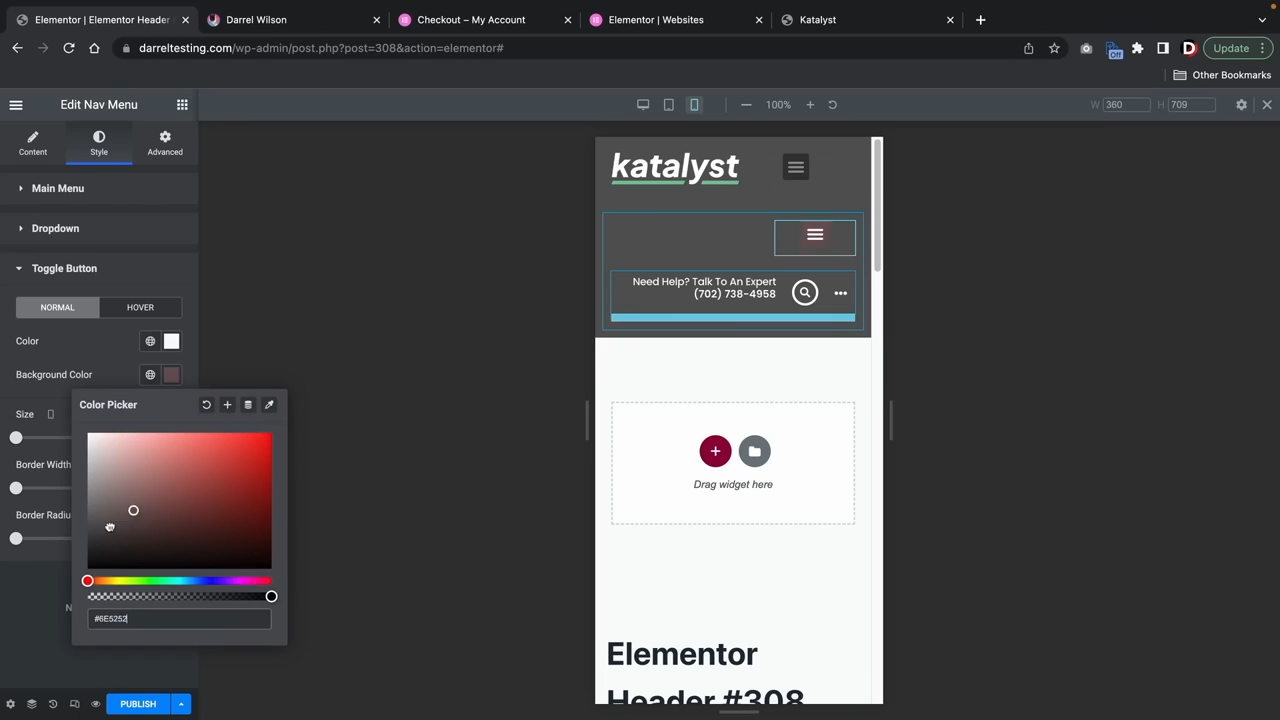 Elementor | Elementor Header
Darrel Wilson
Checkout – My Account
Elementor | Websites
Katalyst
darreltesting.com/wp-admin/post.php?post=308&action=elementor#
Off
D
Update
Other Bookmarks
Edit Nav Menu
100%
W 360 H 709
Content
Style
Advanced
katalyst
Main Menu
Dropdown
Toggle Button
Need Help? Talk To An Expert
(702) 738-4958
NORMAL
HOVER
Color
Background Color
Color Picker
Size
Border Width
Border Radiu
Drag widget here
#6E5252
N
Elementor
Header #308
PUBLISH